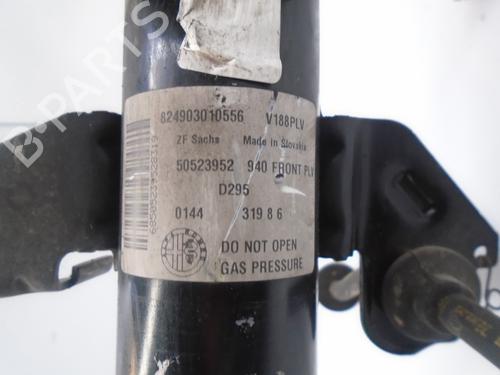 824903010556 V188PLV
ZF Sachs Made in Slovakia
50523952 940 FRONT PLV
D295
0144 319 8 6
DO NOT OPEN
GAS PRESSURE
B-PARTS